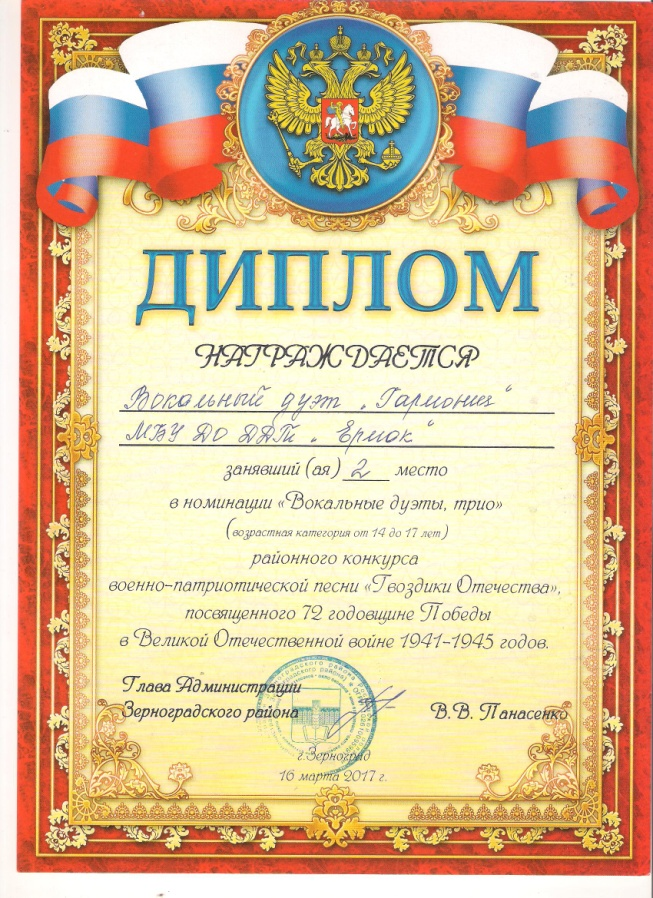 ДИПЛОМ
НАГРАЖДАЕТСЯ
Вокальный дуэт „Гармония"
МБУ ДО ДДТ „Ермак"
занявший (ая) 2 место
в номинации «Вокальные дуэты, трио»
(возрастная категория от 14 до 17 лет)
районного конкурса
военно-патриотической песни «Гвоздики Отечества»,
посвященного 72 годовщине Победы
в Великой Отечественной войне 1941-1945 годов.
Глава Администрации
Зерноградского района В.В. Панасенко
г.Зерноград
16 марта 2017 г.